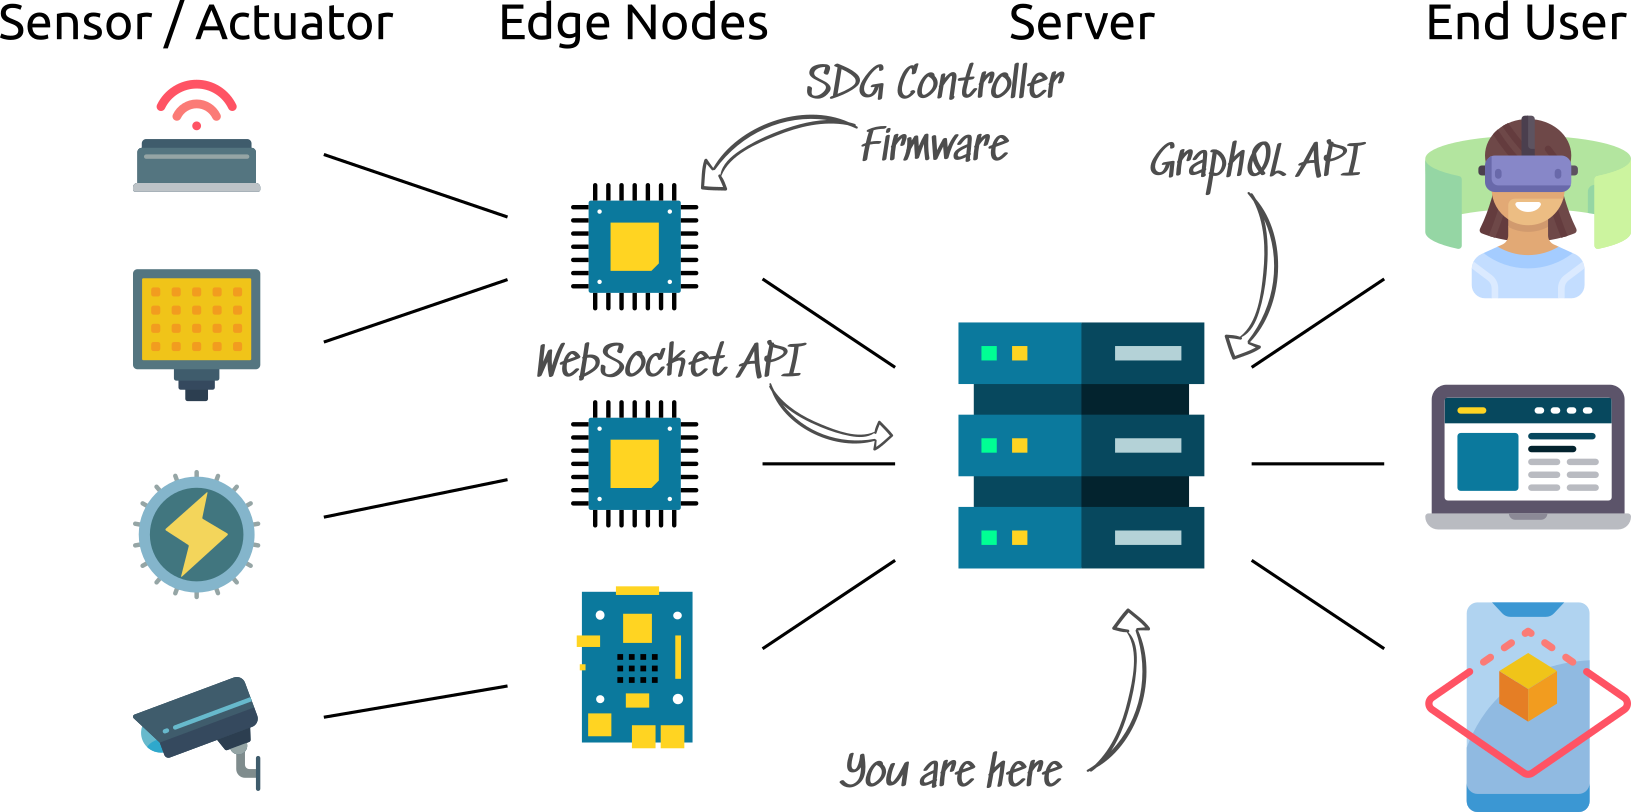 Sensor / Actuator
Edge Nodes
Server
End User
SDG Controller
Firmware
GraphQL API
WebSocket API
You are here